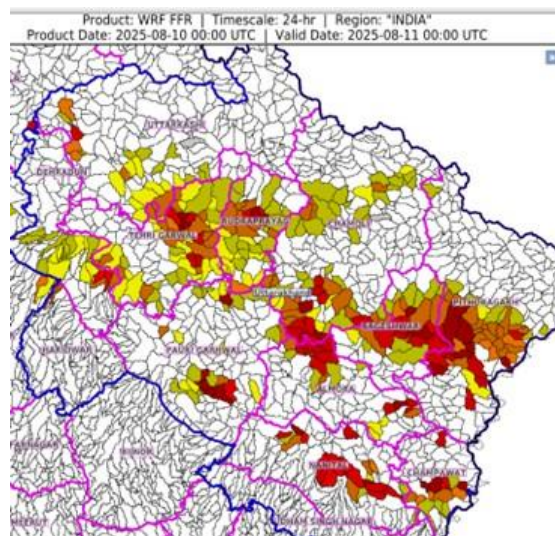 Product: WRF FFR | Timescale: 24-hr | Region: "INDIA"
Product Date: 2025-08-10 00:00 UTC | Valid Date: 2025-08-11 00:00 UTC
UTTARKASHI
DEHRADUN
RUDRAPRAYAG
CHAMOLI
TEHRI GARWAL
PITHORAGARH
BAGESHWAR
HARIDWAR
PAURI GARHWAL
ALMORA
BIJNOR
NAINITAL
CHAMPAWAT
MEERUT
UDHAM SINGH NAGAR